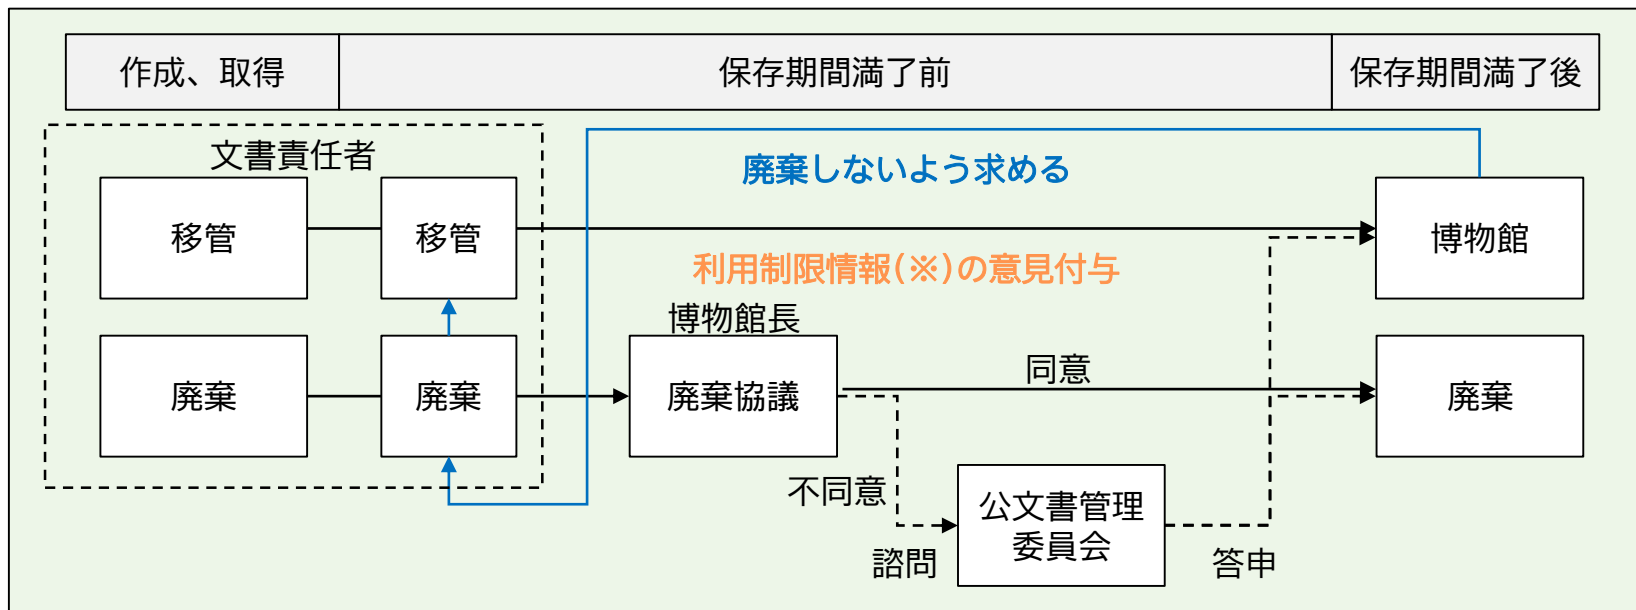 作成、取得
保存期間満了前
保存期間満了後
文書責任者
廃棄しないよう求める
移管
移管
博物館
利用制限情報(※)の意見付与
博物館長
廃棄
廃棄
廃棄協議
同意
廃棄
不同意
公文書管理
委員会
諮問
答申